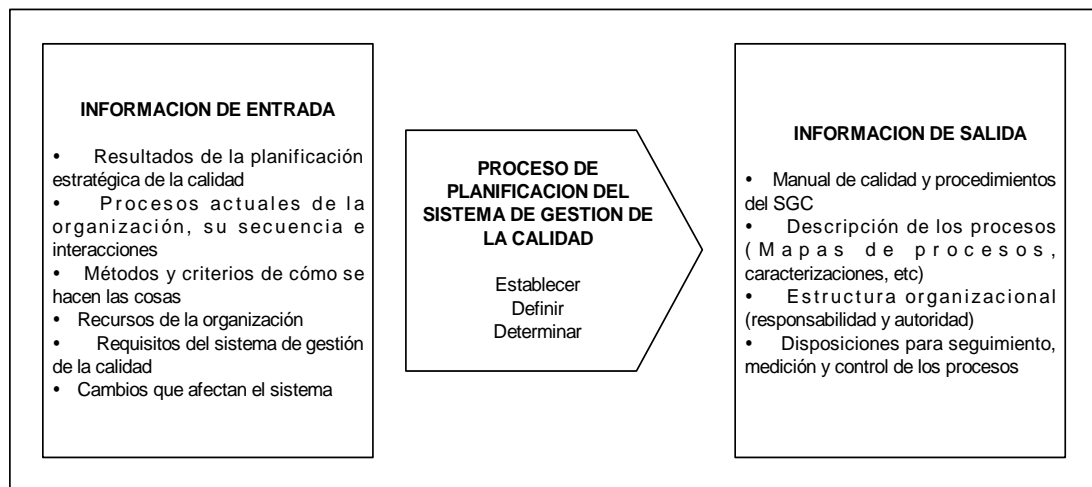 INFORMACION DE ENTRADA
• Resultados de la planificación
estratégica de la calidad
• Procesos actuales de la
organización, su secuencia e
interacciones
• Métodos y criterios de cómo se
hacen las cosas
• Recursos de la organización
• Requisitos del sistema de gestión
de la calidad
• Cambios que afectan el sistema
PROCESO DE
PLANIFICACION DEL
SISTEMA DE GESTION DE
LA CALIDAD
Establecer
Definir
Determinar
INFORMACION DE SALIDA
• Manual de calidad y procedimientos
del SGC
• Descripción de los procesos
(Mapas de procesos,
caracterizaciones, etc)
• Estructura organizacional
(responsabilidad y autoridad)
• Disposiciones para seguimiento,
medición y control de los procesos